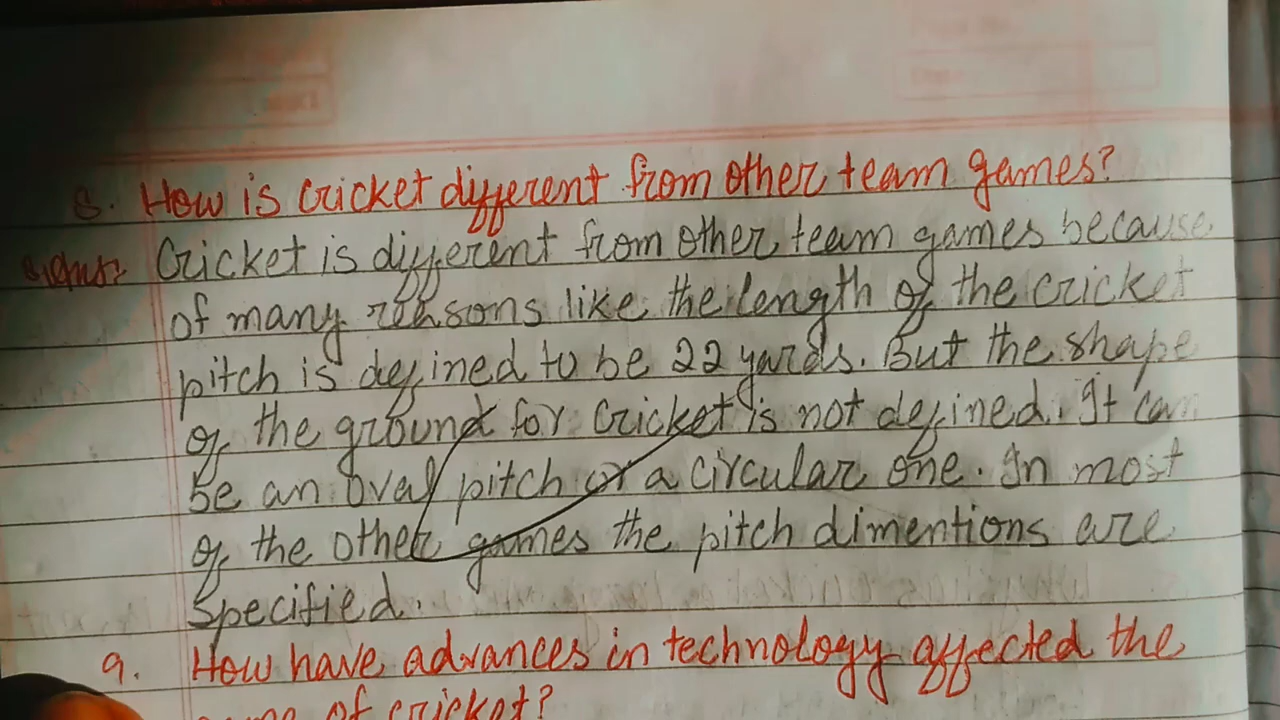 8. How is cricket different from other team games?
Cricket is different from other team games because
of many reasons like the length of the cricket
pitch is defined to be 22 yards. But the shape
of the ground for cricket is not defined. It can
be an oval pitch or a circular one. In most
of the other games the pitch dimentions are
specified.
9. How have advances in technology affected the
of cricket?